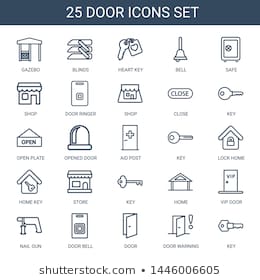 25 DOOR ICONS SET
GAZEBO BLINDS HEART KEY BELL SAFE
CLOSE
SHOP DOOR RINGER SHOP CLOSE KEY
OPEN
OPEN PLATE OPENED DOOR AID POST KEY LOCK HOME
VIP
HOME KEY STORE KEY HOME VIP DOOR
NAIL GUN DOOR BELL DOOR DOOR WARNING KEY
shutterstock · 1446006605